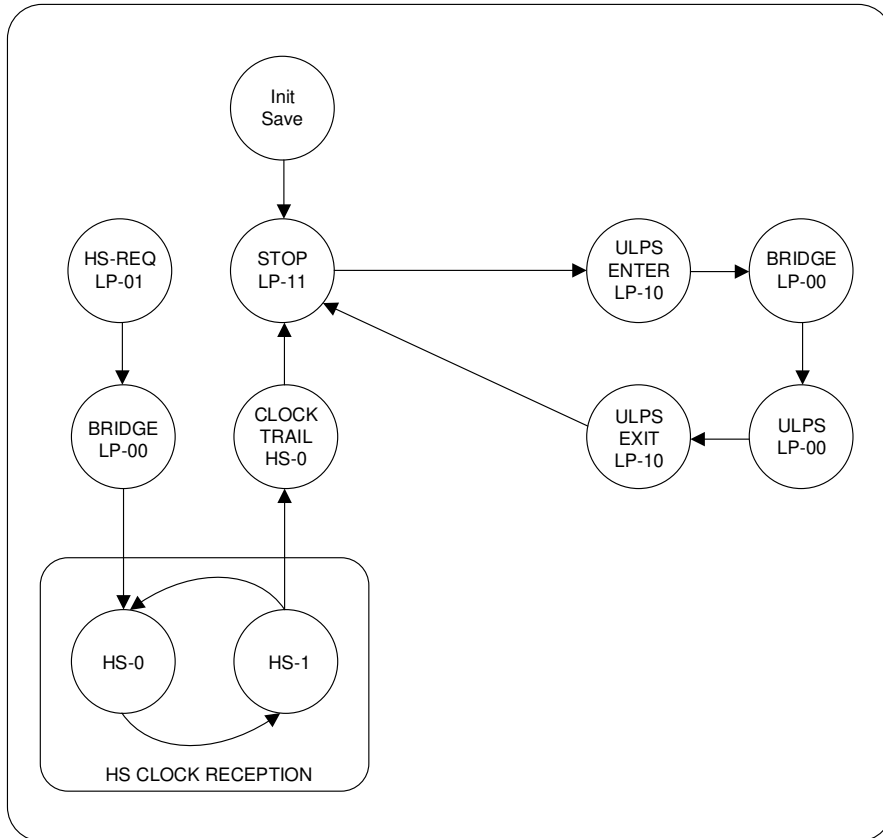 Init
Save
HS-REQ
LP-01
STOP
LP-11
ULPS
ENTER
LP-10
BRIDGE
LP-00
BRIDGE
LP-00
CLOCK
TRAIL
HS-0
ULPS
EXIT
LP-10
ULPS
LP-00
HS-0
HS-1
HS CLOCK RECEPTION